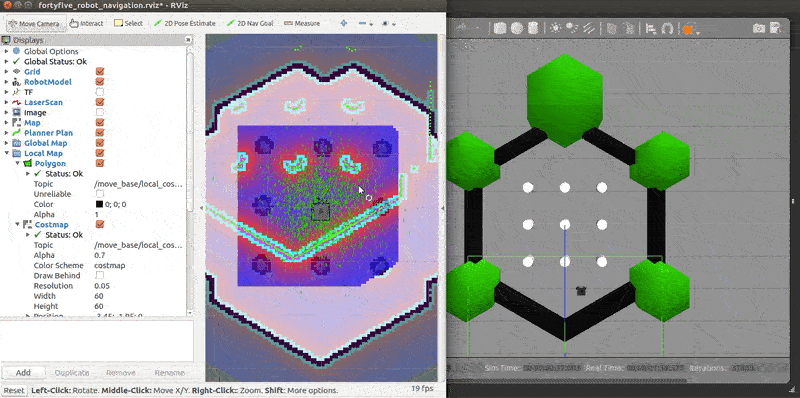 fortyfive_robot_navigation.rviz* - RViz
Move Camera Interact Select 2D Pose Estimate 2D Nav Goal Measure
Displays
Global Options
Global Status: Ok
Grid
RobotModel
TF
LaserScan
Image
Map
Planner Plan
Global Map
Local Map
Polygon
Status: Ok
Topic /move_base/local_cos...
Unreliable
Color 0; 0; 0
Alpha 1
Costmap
Status: Ok
Topic /move_base/local_cos...
Alpha 0.7
Color Scheme costmap
Draw Behind
Resolution 0.05
Width 60
Height 60
Position
Add Duplicate Remove Rename
Reset Left-Click: Rotate. Middle-Click: Move X/Y. Right-Click:: Zoom. Shift: More options. 19 fps
Sim Time: Real Time: Iterations: